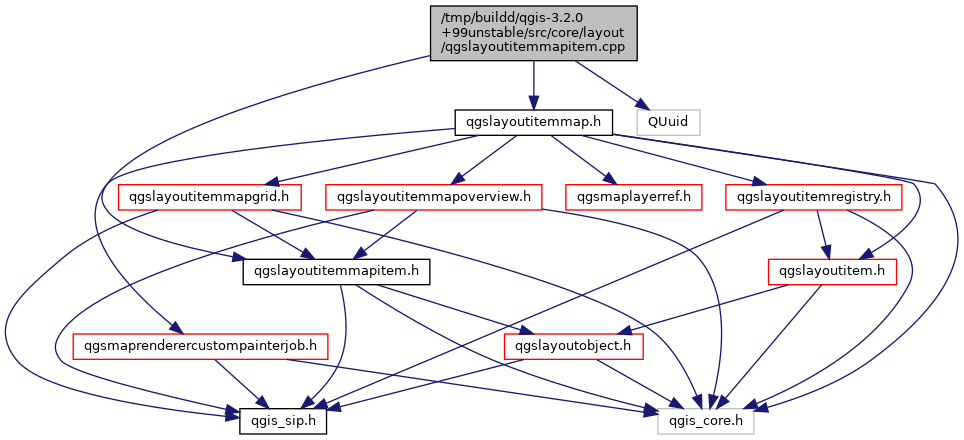 /tmp/buildd/qgis-3.2.0
+99unstable/src/core/layout
/qgslayoutitemmapitem.cpp
qgslayoutitemmap.h
QUuid
qgslayoutitemmapgrid.h
qgslayoutitemmapoverview.h
qgsmaplayerref.h
qgslayoutitemregistry.h
qgslayoutitemmapitem.h
qgslayoutitem.h
qgsmaprenderercustompainterjob.h
qgslayoutobject.h
qgis_sip.h
qgis_core.h